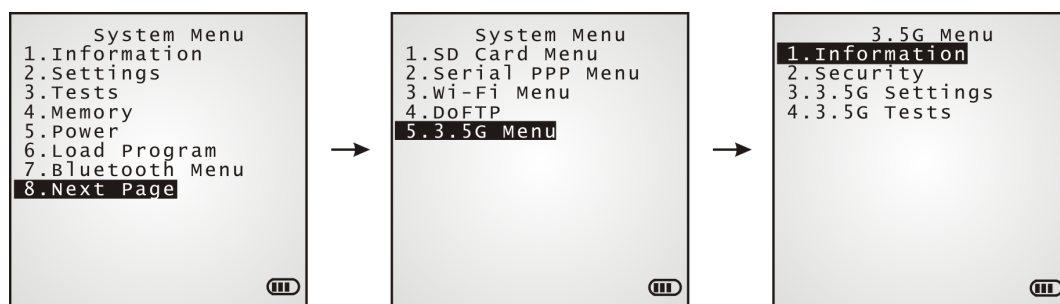 System Menu
1.Information
2.Settings
3.Tests
4.Memory
5.Power
6.Load Program
7.Bluetooth Menu
8.Next Page
System Menu
1.SD Card Menu
2.Serial PPP Menu
3.Wi-Fi Menu
4.DoFTP
5.3.5G Menu
3.5G Menu
1.Information
2.Security
3.3.5G Settings
4.3.5G Tests